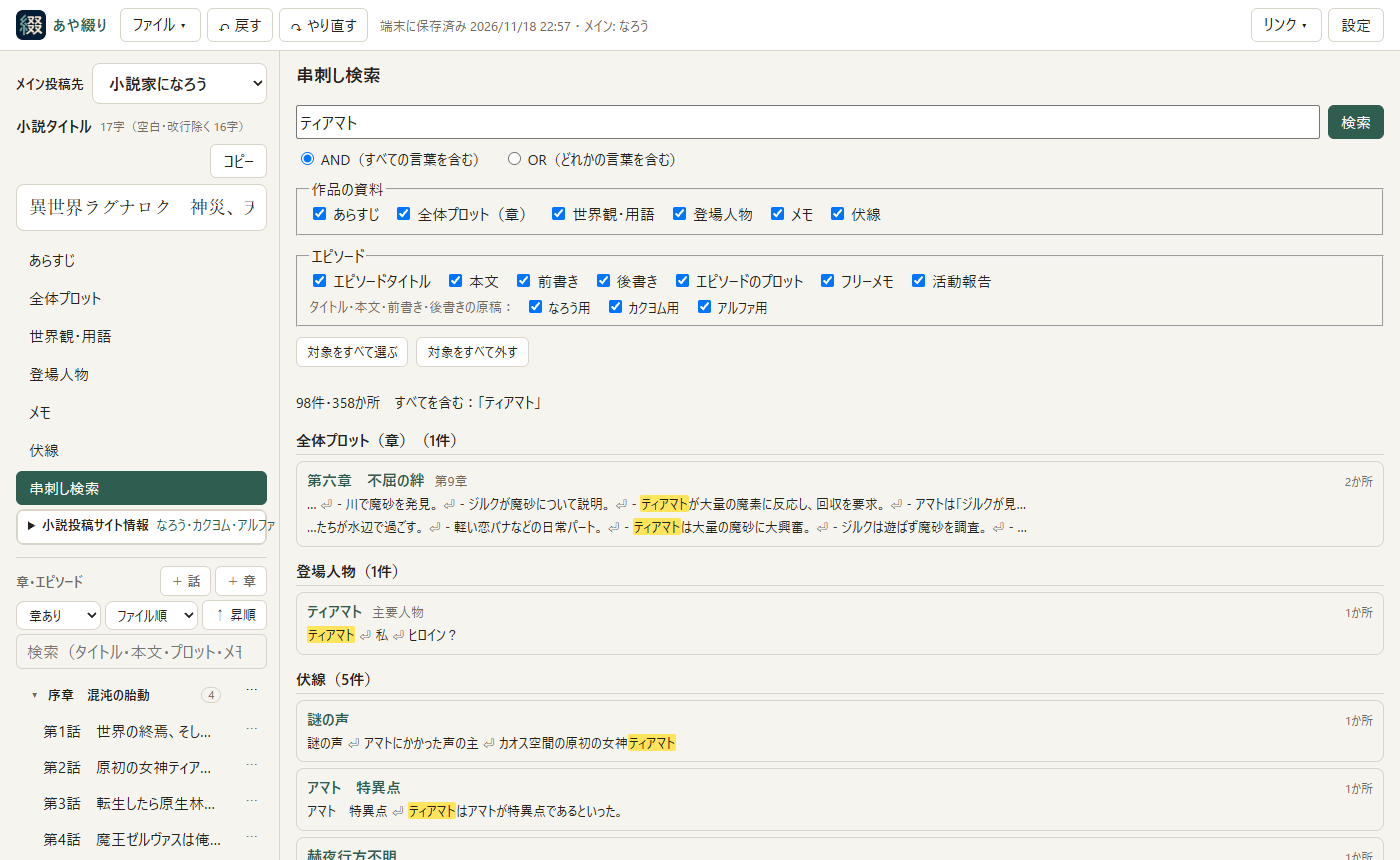 綴 あや綴り ファイル ▾ ↶ 戻す ↷ やり直す 端末に保存済み 2026/11/18 22:57・メイン: なろう リンク ▾ 設定
メイン投稿先 小説家になろう
小説タイトル 17字（空白・改行除く 16字）
コピー
異世界ラグナロク　神災、
あらすじ
全体プロット
世界観・用語
登場人物
メモ
伏線
串刺し検索
▶ 小説投稿サイト情報 なろう・カクヨム・アルファ
章・エピソード ＋ 話 ＋ 章
章あり ファイル順 ↑ 昇順
検索（タイトル・本文・プロット・メモ
▾ 序章　混沌の胎動 4 …
第1話　世界の終焉、そし... …
第2話　原初の女神ティア... …
第3話　転生したら原生林... …
第4話　魔王ゼルヴァスは俺... …
串刺し検索
ティアマト 検索
AND（すべての言葉を含む） OR（どれかの言葉を含む）
作品の資料
あらすじ 全体プロット（章） 世界観・用語 登場人物 メモ 伏線
エピソード
エピソードタイトル 本文 前書き 後書き エピソードのプロット フリーメモ 活動報告
タイトル・本文・前書き・後書きの原稿： なろう用 カクヨム用 アルファ用
対象をすべて選ぶ 対象をすべて外す
98件・358か所　すべてを含む：「ティアマト」
全体プロット（章）（1件）
第六章　不屈の絆 第9章 2か所
… ⏎ - 川で魔砂を発見。 ⏎ - ジルクが魔砂について説明。 ⏎ - ティアマトが大量の魔素に反応し、回収を要求。 ⏎ - アマトは「ジルクが見…
…たちが水辺で過ごす。 ⏎ - 軽い恋バナなどの日常パート。 ⏎ - ティアマトは大量の魔砂に大興奮。 ⏎ - ジルクは遊ばず魔砂を調査。 ⏎ - …
登場人物（1件）
ティアマト 主要人物 1か所
ティアマト ⏎ 私 ⏎ ヒロイン？
伏線（5件）
謎の声 1か所
謎の声 ⏎ アマトにかかった声の主 ⏎ カオス空間の原初の女神ティアマト
アマト　特異点 1か所
アマト　特異点 ⏎ ティアマトはアマトが特異点であるといった。
赫夜行方不明 1か所